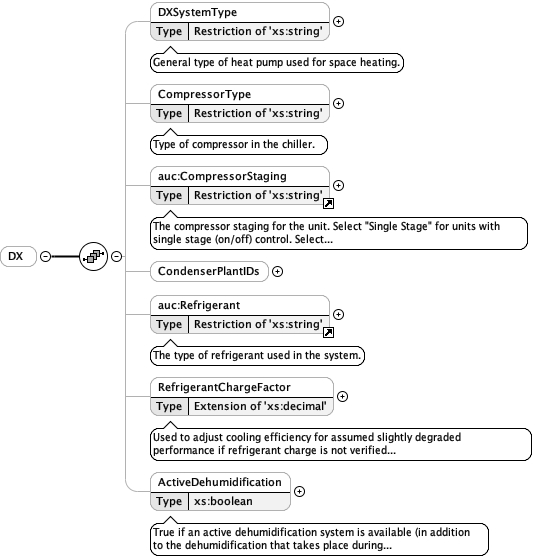 DXSystemType
Type Restriction of 'xs:string'
General type of heat pump used for space heating.
CompressorType
Type Restriction of 'xs:string'
Type of compressor in the chiller.
auc:CompressorStaging
Type Restriction of 'xs:string'
The compressor staging for the unit. Select "Single Stage" for units with
single stage (on/off) control. Select...
DX
CondenserPlantIDs
auc:Refrigerant
Type Restriction of 'xs:string'
The type of refrigerant used in the system.
RefrigerantChargeFactor
Type Extension of 'xs:decimal'
Used to adjust cooling efficiency for assumed slightly degraded
performance if refrigerant charge is not verified...
ActiveDehumidification
Type xs:boolean
True if an active dehumidification system is available (in addition
to the dehumidification that takes place during...